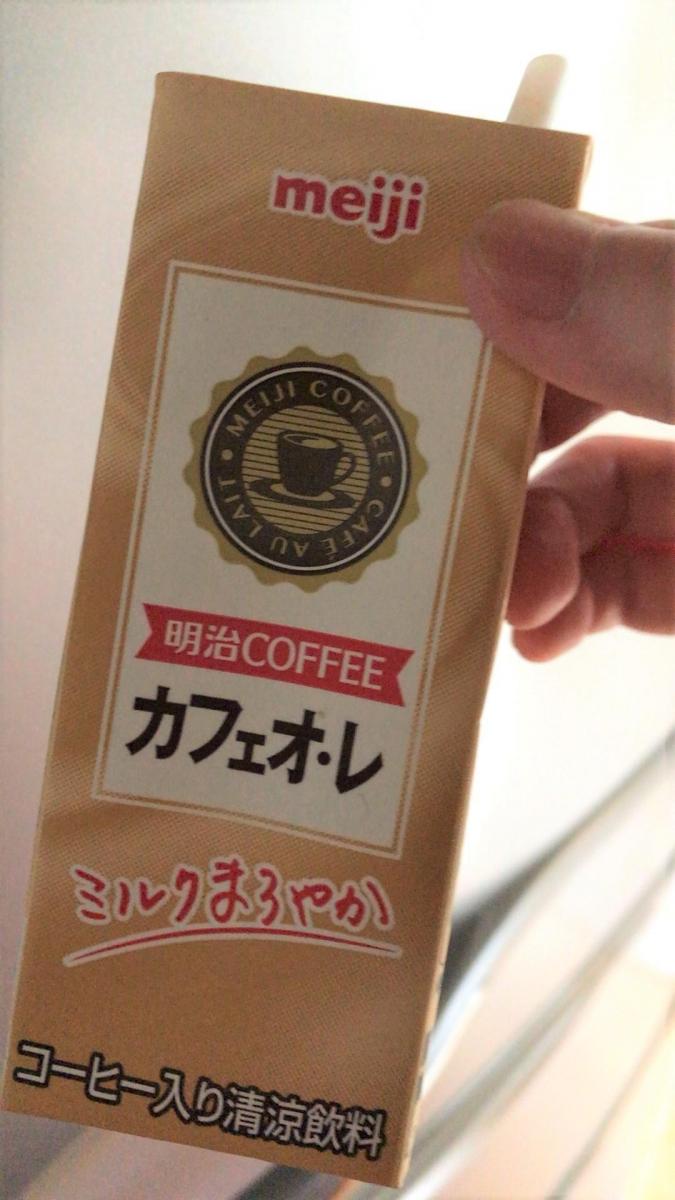 meiji
MEIJI COFFEE
CAFÉ AU LAIT
明治COFFEE
カフェオ・レ
ミルクまろやか
コーヒー入り清涼飲料